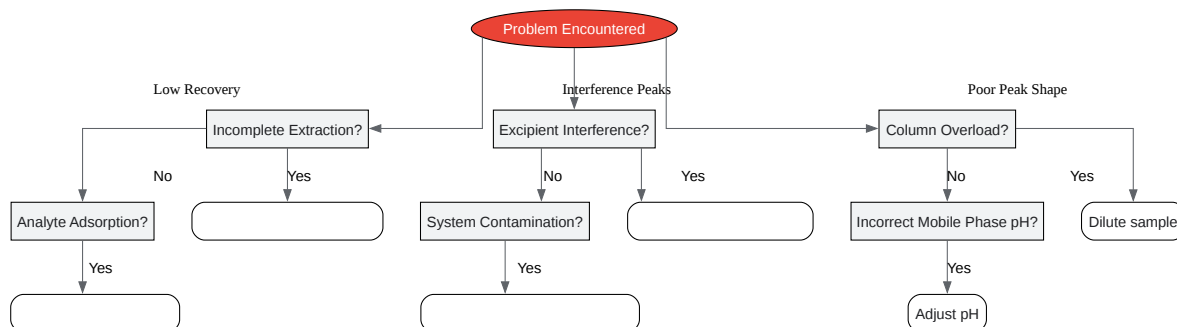 Problem Encountered
Low Recovery
Interference Peaks
Poor Peak Shape
Incomplete Extraction?
Excipient Interference?
Column Overload?
No
Yes
No
Yes
No
Yes
Analyte Adsorption?
System Contamination?
Incorrect Mobile Phase pH?
Dilute sample
Yes
Yes
Yes
Adjust pH